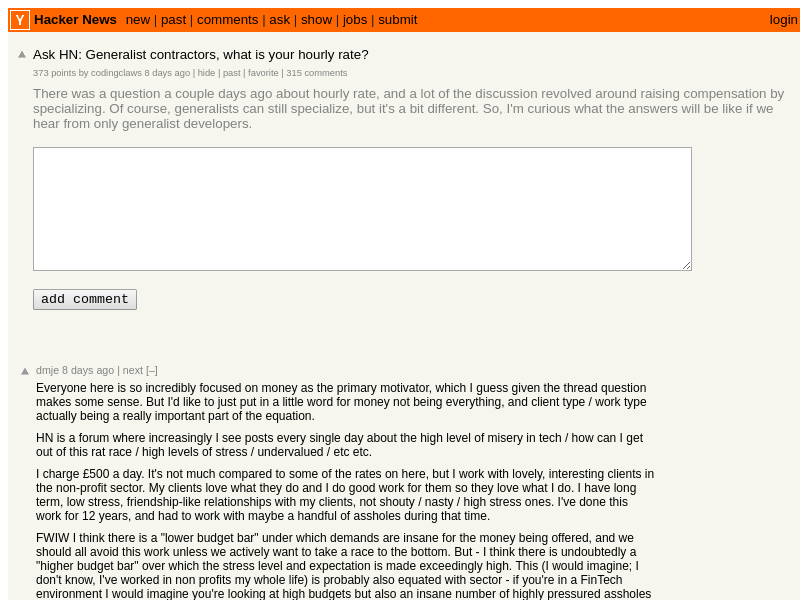 Y Hacker News new | past | comments | ask | show | jobs | submit login
Ask HN: Generalist contractors, what is your hourly rate?
373 points by codingclaws 8 days ago | hide | past | favorite | 315 comments
There was a question a couple days ago about hourly rate, and a lot of the discussion revolved around raising compensation by
specializing. Of course, generalists can still specialize, but it's a bit different. So, I'm curious what the answers will be like if we
hear from only generalist developers.
add comment
dmje 8 days ago | next [–]
Everyone here is so incredibly focused on money as the primary motivator, which I guess given the thread question
makes some sense. But I'd like to just put in a little word for money not being everything, and client type / work type
actually being a really important part of the equation.
HN is a forum where increasingly I see posts every single day about the high level of misery in tech / how can I get
out of this rat race / high levels of stress / undervalued / etc etc.
I charge £500 a day. It's not much compared to some of the rates on here, but I work with lovely, interesting clients in
the non-profit sector. My clients love what they do and I do good work for them so they love what I do. I have long
term, low stress, friendship-like relationships with my clients, not shouty / nasty / high stress ones. I've done this
work for 12 years, and had to work with maybe a handful of assholes during that time.
FWIW I think there is a "lower budget bar" under which demands are insane for the money being offered, and we
should all avoid this work unless we actively want to take a race to the bottom. But - I think there is undoubtedly a
"higher budget bar" over which the stress level and expectation is made exceedingly high. This (I would imagine; I
don't know, I've worked in non profits my whole life) is probably also equated with sector - if you're in a FinTech
environment I would imagine you're looking at high budgets but also an insane number of highly pressured assholes